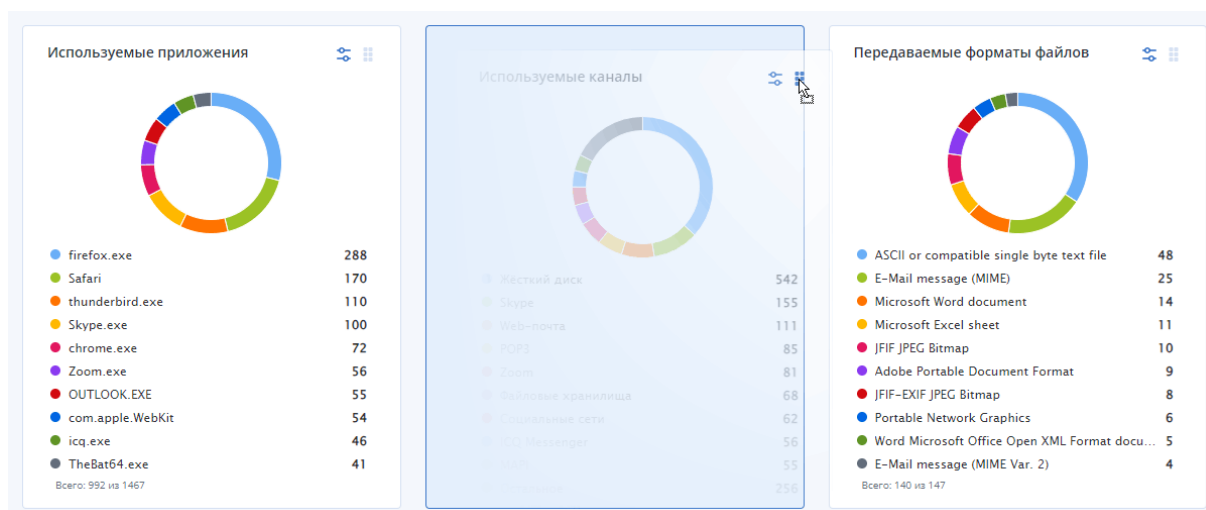 Используемые приложения
firefox.exe 288
Safari 170
thunderbird.exe 110
Skype.exe 100
chrome.exe 72
Zoom.exe 56
OUTLOOK.EXE 55
com.apple.WebKit 54
icq.exe 46
TheBat64.exe 41
Всего: 992 из 1467
Используемые каналы
Жесткий диск 542
Skype 155
Web-почта 111
POP3 85
Zoom 81
Файловые хранилища 68
Социальные сети 62
ICQ Messenger 56
55
256
Передаваемые форматы файлов
ASCII or compatible single byte text file 48
E-Mail message (MIME) 25
Microsoft Word document 14
Microsoft Excel sheet 11
JFIF JPEG Bitmap 10
Adobe Portable Document Format 9
JFIF-EXIF JPEG Bitmap 8
Portable Network Graphics 6
Word Microsoft Office Open XML Format docu... 5
E-Mail message (MIME Var. 2) 4
Всего: 140 из 147